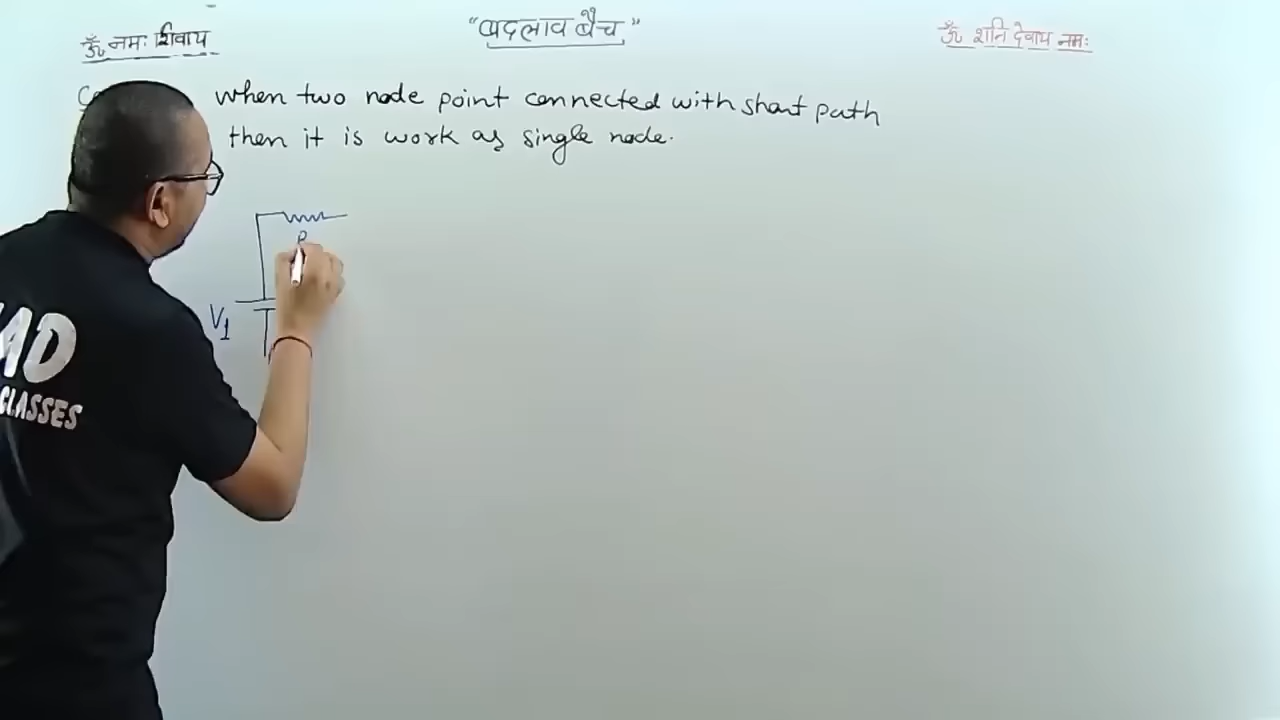 ॐ नमः शिवाय
"बदलाव बैच"
ॐ शनि देवाय नमः
when two node point connected with short path
then it is work as single node.
V1
CLASSES